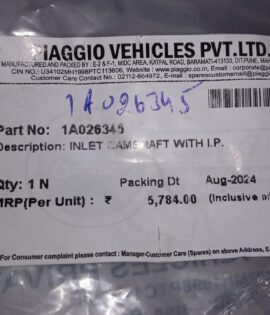 PIAGGIO VEHICLES PVT.LTD.
MANUFACTURED AND PACKED BY : E-2 & F-1, MIDC AREA, KATFAL ROAD, BARAMATI-413133, DIT.PUNE, MAH
CIN NO.: U34102MH1998PTC113606, Website : www.piaggio.co.in, Email : corporate@piaggio
Customer Care No.: 02112-664972, E-mail : sparescustomercell@piaggio.co
1A026345
Part No: 1A026345
Description: INLET CAMSHAFT WITH I.P.
Qty: 1 N Packing Dt Aug-2024
MRP(Per Unit) : ₹ 5,784.00 (Inclusive of
For Consumer complaint please contact : Manager-Customer Care (Spares) on above Address, E